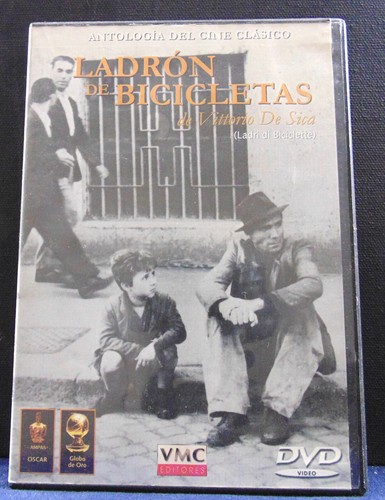 ANTOLOGÍA DEL CINE CLÁSICO
LADRÓN
DE BICICLETAS
de Vittorio De Sica
(Ladri di Biciclette)
AMPAS
OSCAR
Globo
de Oro
VMC
EDITORES
DVD
VIDEO